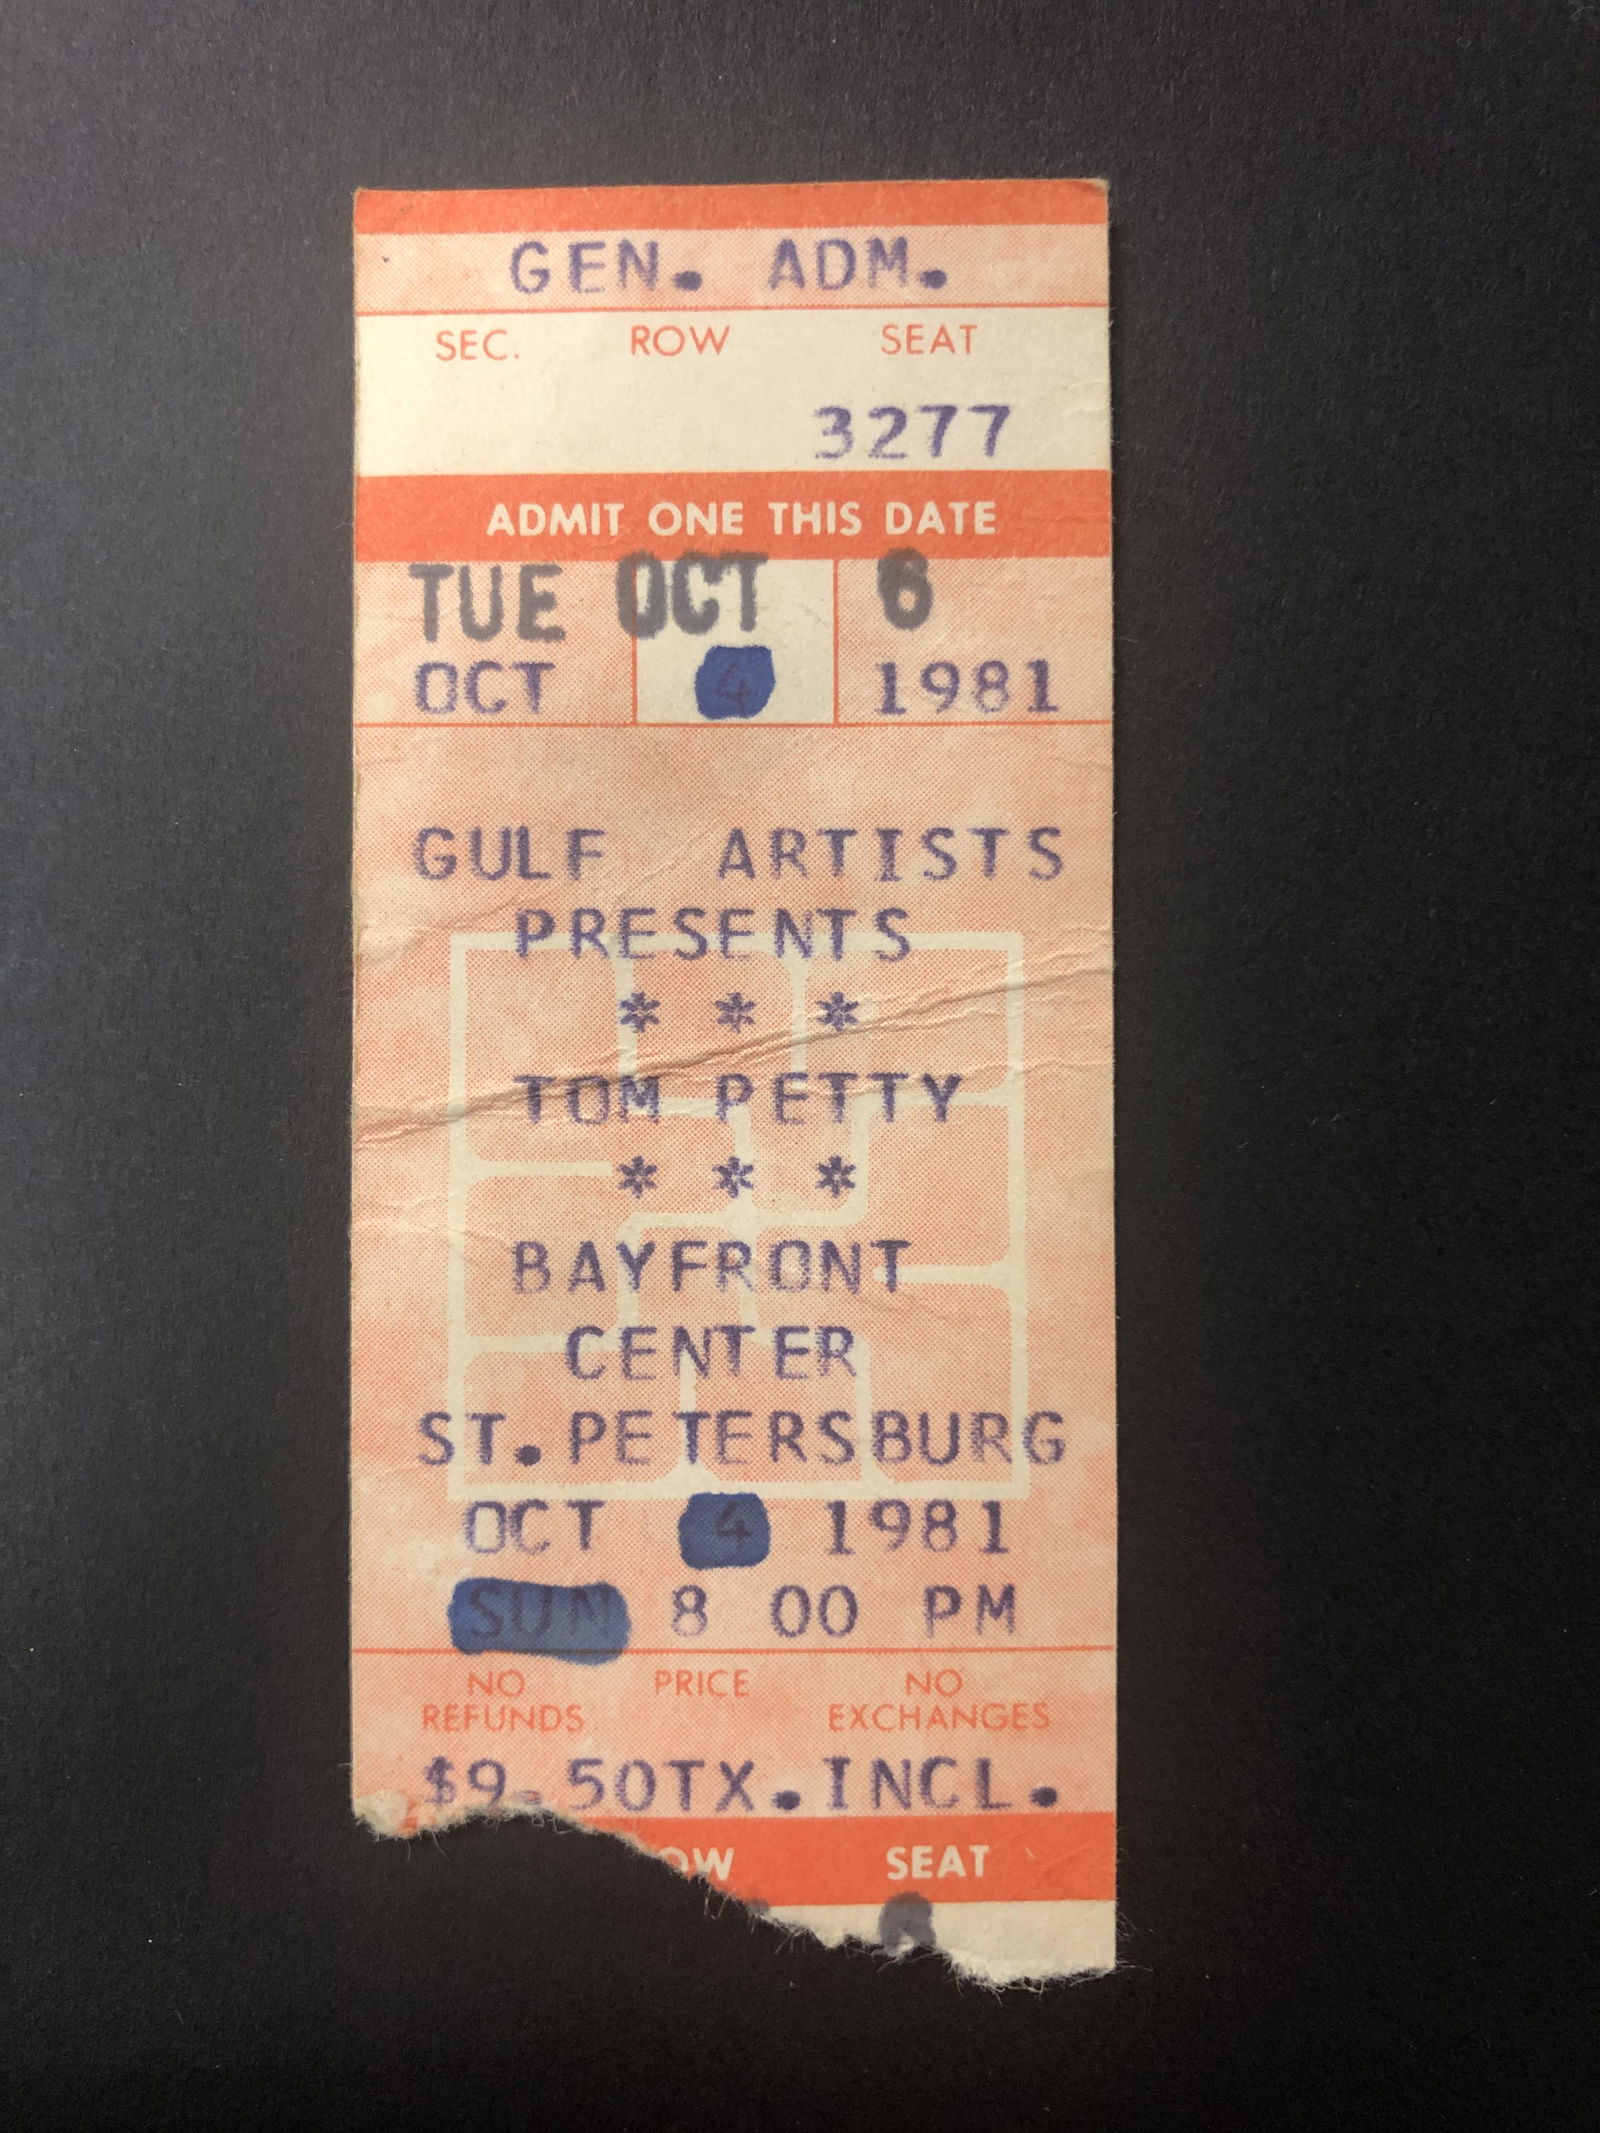 GEN. ADM.
SEC. ROW SEAT
3277
ADMIT ONE THIS DATE
TUE OCT 6
OCT 4 1981
GULF ARTISTS
PRESENTS
* * *
TOM PETTY
* * *
BAYFRONT
CENTER
ST.PETERSBURG
OCT 4 1981
SUN 8 00 PM
NO PRICE NO
REFUNDS EXCHANGES
$9.50TX.INCL.
OW SEAT